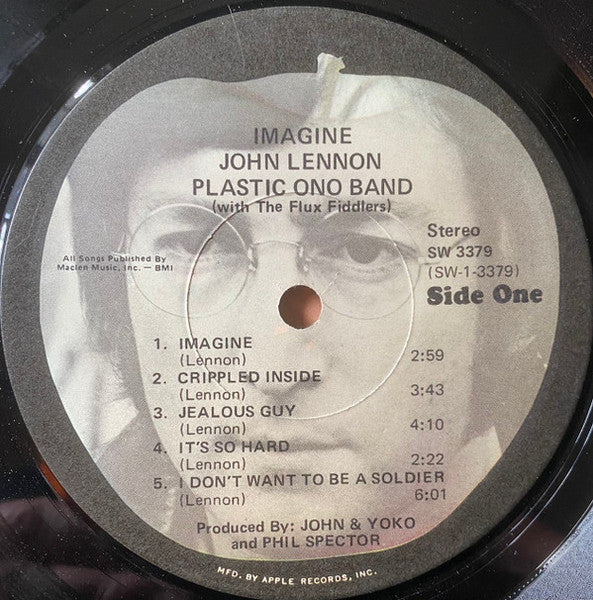 IMAGINE
JOHN LENNON
PLASTIC ONO BAND
(with The Flux Fiddlers)
Stereo
SW 3379
(SW-1-3379)
Side One
All Songs Published By
Maclen Music, Inc. — BMI
1. IMAGINE
(Lennon) 2:59
2. CRIPPLED INSIDE
(Lennon) 3:43
3. JEALOUS GUY
(Lennon) 4:10
4. IT'S SO HARD
(Lennon) 2:22
5. I DON'T WANT TO BE A SOLDIER
(Lennon) 6:01
Produced By: JOHN & YOKO
and PHIL SPECTOR
MFD. BY APPLE RECORDS, INC.